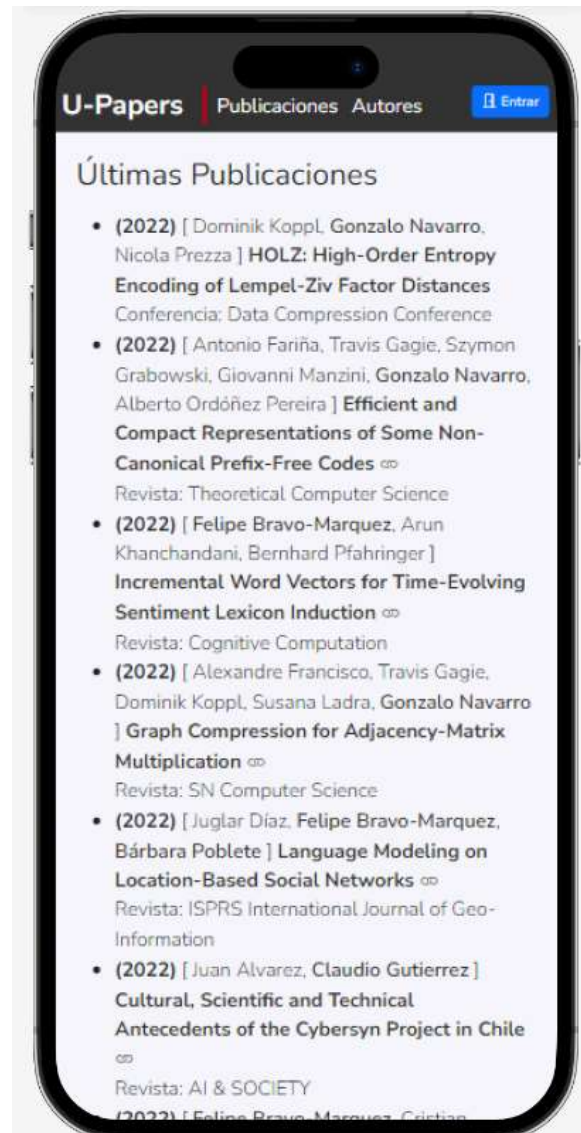 U-Papers Publicaciones Autores Entrar
Últimas Publicaciones
• (2022) [ Dominik Koppl, Gonzalo Navarro,
Nicola Prezza ] HOLZ: High-Order Entropy
Encoding of Lempel-Ziv Factor Distances
Conferencia: Data Compression Conference
• (2022) [ Antonio Fariña, Travis Gagie, Szymon
Grabowski, Giovanni Manzini, Gonzalo Navarro,
Alberto Ordóñez Pereira ] Efficient and
Compact Representations of Some Non-
Canonical Prefix-Free Codes
Revista: Theoretical Computer Science
• (2022) [ Felipe Bravo-Marquez, Arun
Khanchandani, Bernhard Pfahringer ]
Incremental Word Vectors for Time-Evolving
Sentiment Lexicon Induction
Revista: Cognitive Computation
• (2022) [ Alexandre Francisco, Travis Gagie,
Dominik Koppl, Susana Ladra, Gonzalo Navarro
] Graph Compression for Adjacency-Matrix
Multiplication
Revista: SN Computer Science
• (2022) [ Juglar Díaz, Felipe Bravo-Marquez,
Bárbara Poblete ] Language Modeling on
Location-Based Social Networks
Revista: ISPRS International Journal of Geo-
Information
• (2022) [ Juan Alvarez, Claudio Gutierrez ]
Cultural, Scientific and Technical
Antecedents of the Cybersyn Project in Chile
Revista: AI & SOCIETY
(2022) [ Felipe Bravo-Marquez, Cristian